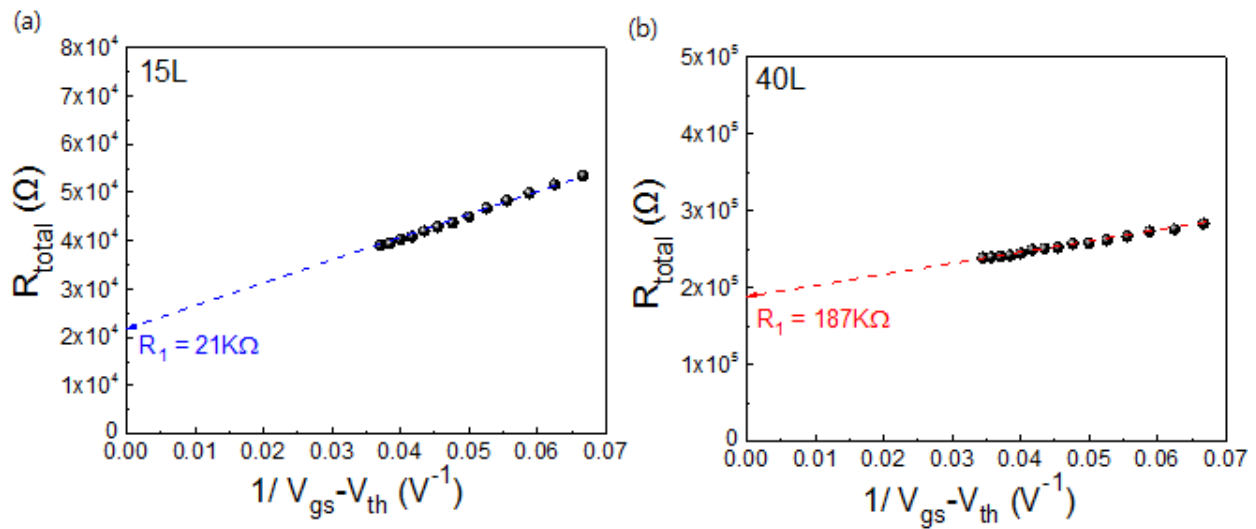 (a)
15L
8x10⁴
7x10⁴
6x10⁴
5x10⁴
4x10⁴
3x10⁴
2x10⁴
1x10⁴
0
R_total (Ω)
R₁ = 21KΩ
0.00 0.01 0.02 0.03 0.04 0.05 0.06 0.07
1/ V_gs-V_th (V⁻¹)
(b)
40L
5x10⁵
4x10⁵
3x10⁵
2x10⁵
1x10⁵
0
R_total (Ω)
R₁ = 187KΩ
0.00 0.01 0.02 0.03 0.04 0.05 0.06 0.07
1/ V_gs-V_th (V⁻¹)